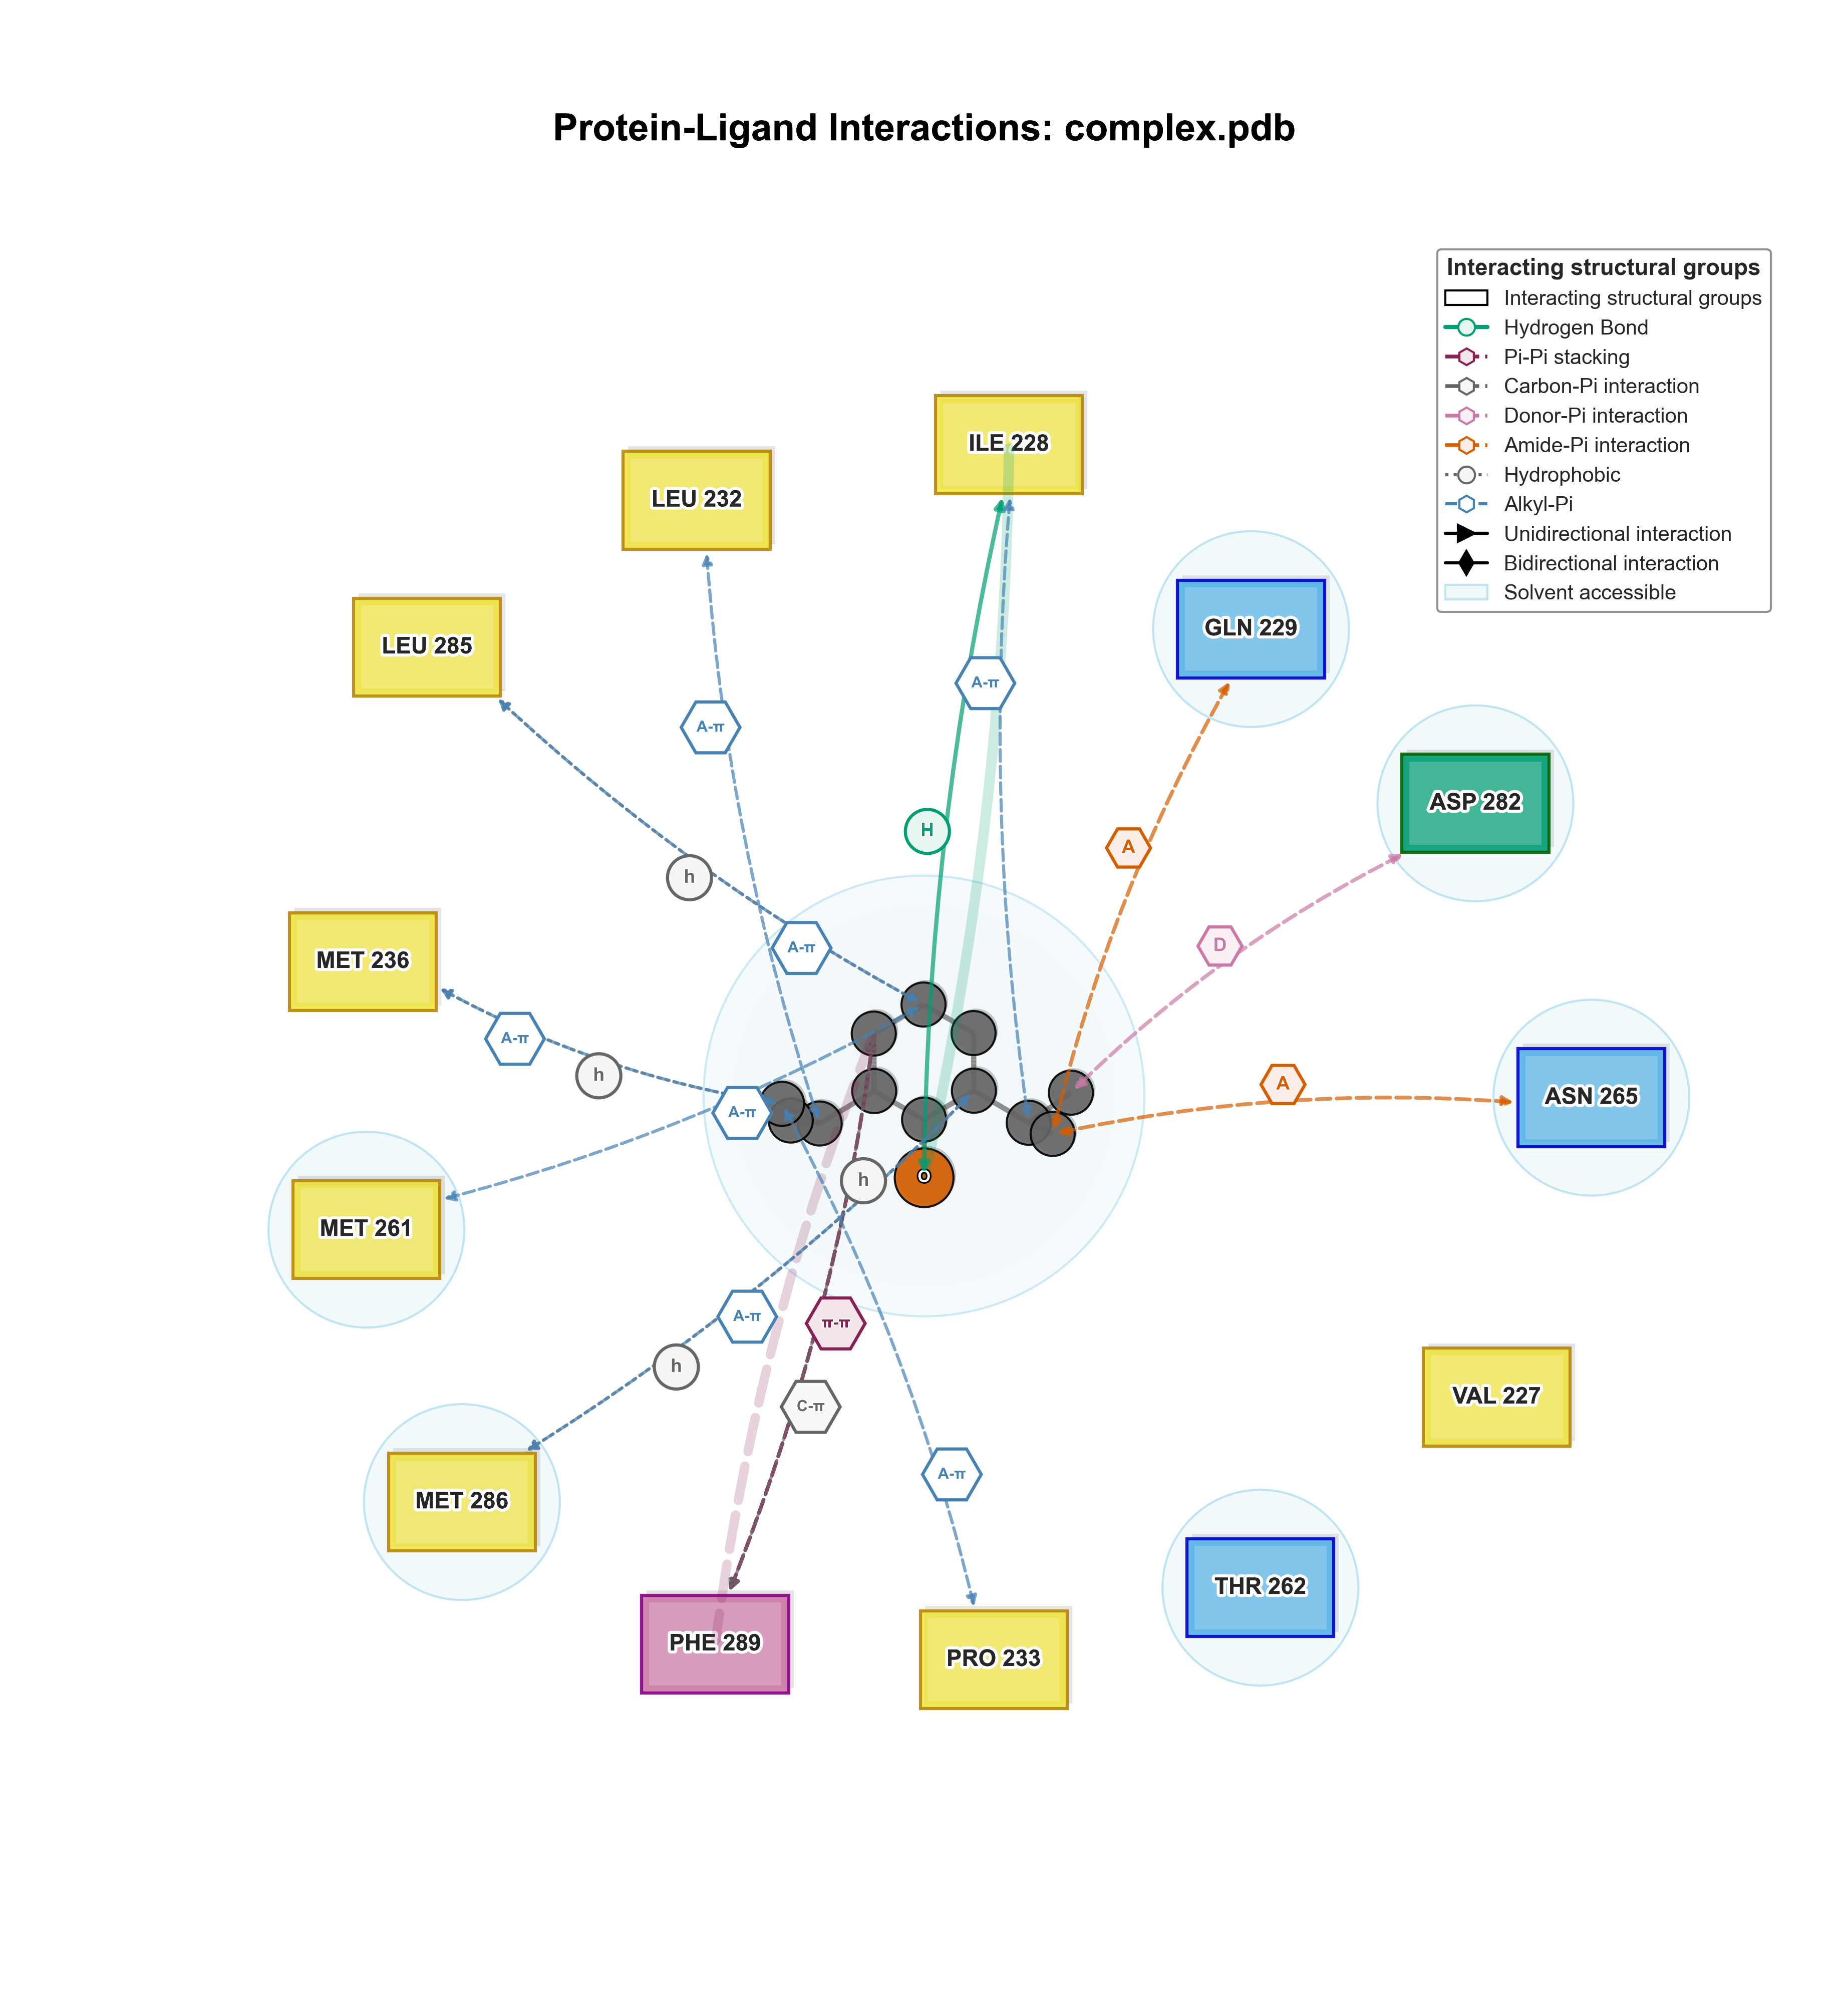 Protein-Ligand Interactions: complex.pdb
Interacting structural groups
Interacting structural groups
Hydrogen Bond
Pi-Pi stacking
Carbon-Pi interaction
Donor-Pi interaction
Amide-Pi interaction
Hydrophobic
Alkyl-Pi
Unidirectional interaction
Bidirectional interaction
Solvent accessible
ILE 228
LEU 232
GLN 229
LEU 285
A-π
A-π
ASP 282
H
A
h
D
A-π
MET 236
A-π
h
A
ASN 265
A-π
O
h
MET 261
A-π
π-π
h
VAL 227
C-π
A-π
MET 286
THR 262
PHE 289
PRO 233